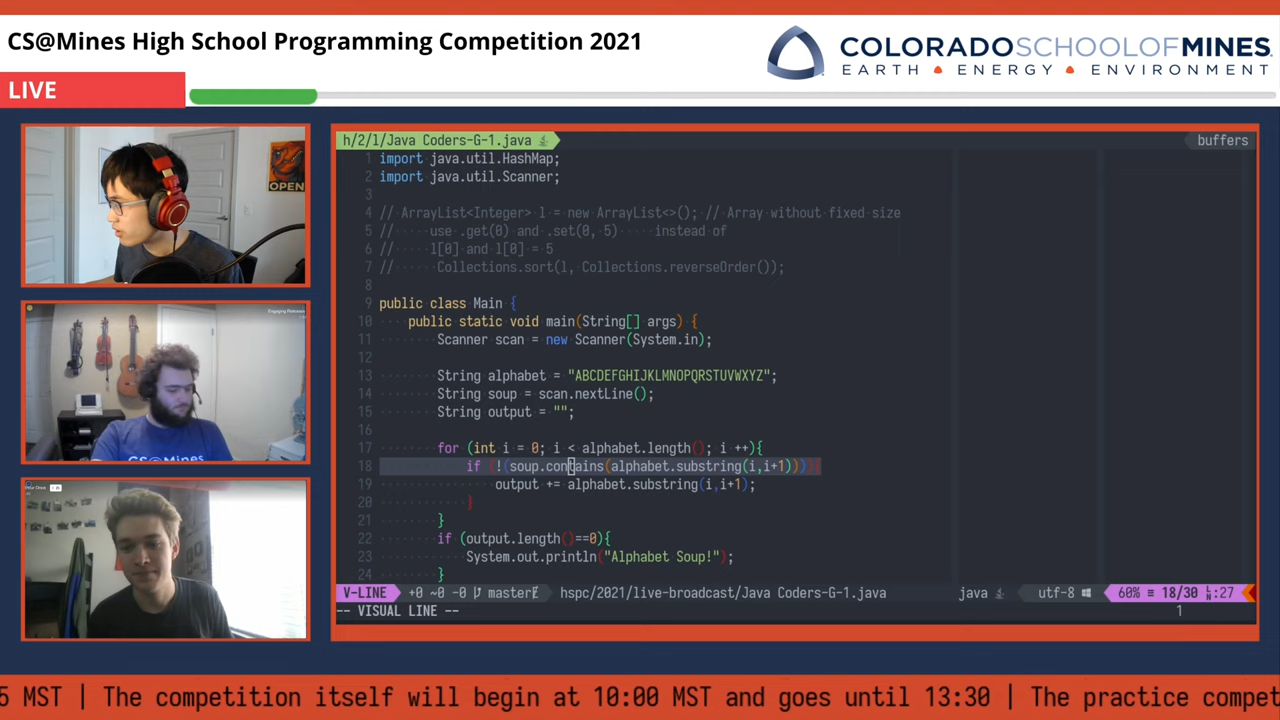 CS@Mines High School Programming Competition 2021
COLORADOSCHOOLOFMINES
EARTH • ENERGY • ENVIRONMENT
LIVE
OPEN
CS@MINES
h/2/l/Java Coders-G-1.java
buffers
1 import java.util.HashMap;
2 import java.util.Scanner;
3
4 // ArrayList<Integer> l = new ArrayList<>(); // Array without fixed size
5 // use .get(0) and .set(0, 5) instead of
6 // l[0] and l[0] = 5
7 // Collections.sort(l, Collections.reverseOrder());
8
9 public class Main {
10 public static void main(String[] args) {
11 Scanner scan = new Scanner(System.in);
12
13 String alphabet = "ABCDEFGHIJKLMNOPQRSTUVWXYZ";
14 String soup = scan.nextLine();
15 String output = "";
16
17 for (int i = 0; i < alphabet.length(); i ++){
18 if (!(soup.contains(alphabet.substring(i,i+1)))){
19 output += alphabet.substring(i,i+1);
20 }
21 }
22 if (output.length()==0){
23 System.out.println("Alphabet Soup!");
24 }
V-LINE +0 ~0 -0 master hspc/2021/live-broadcast/Java Coders-G-1.java java utf-8 60% ≡ 18/30 :27
-- VISUAL LINE -- 1
5 MST | The competition itself will begin at 10:00 MST and goes until 13:30 | The practice compet